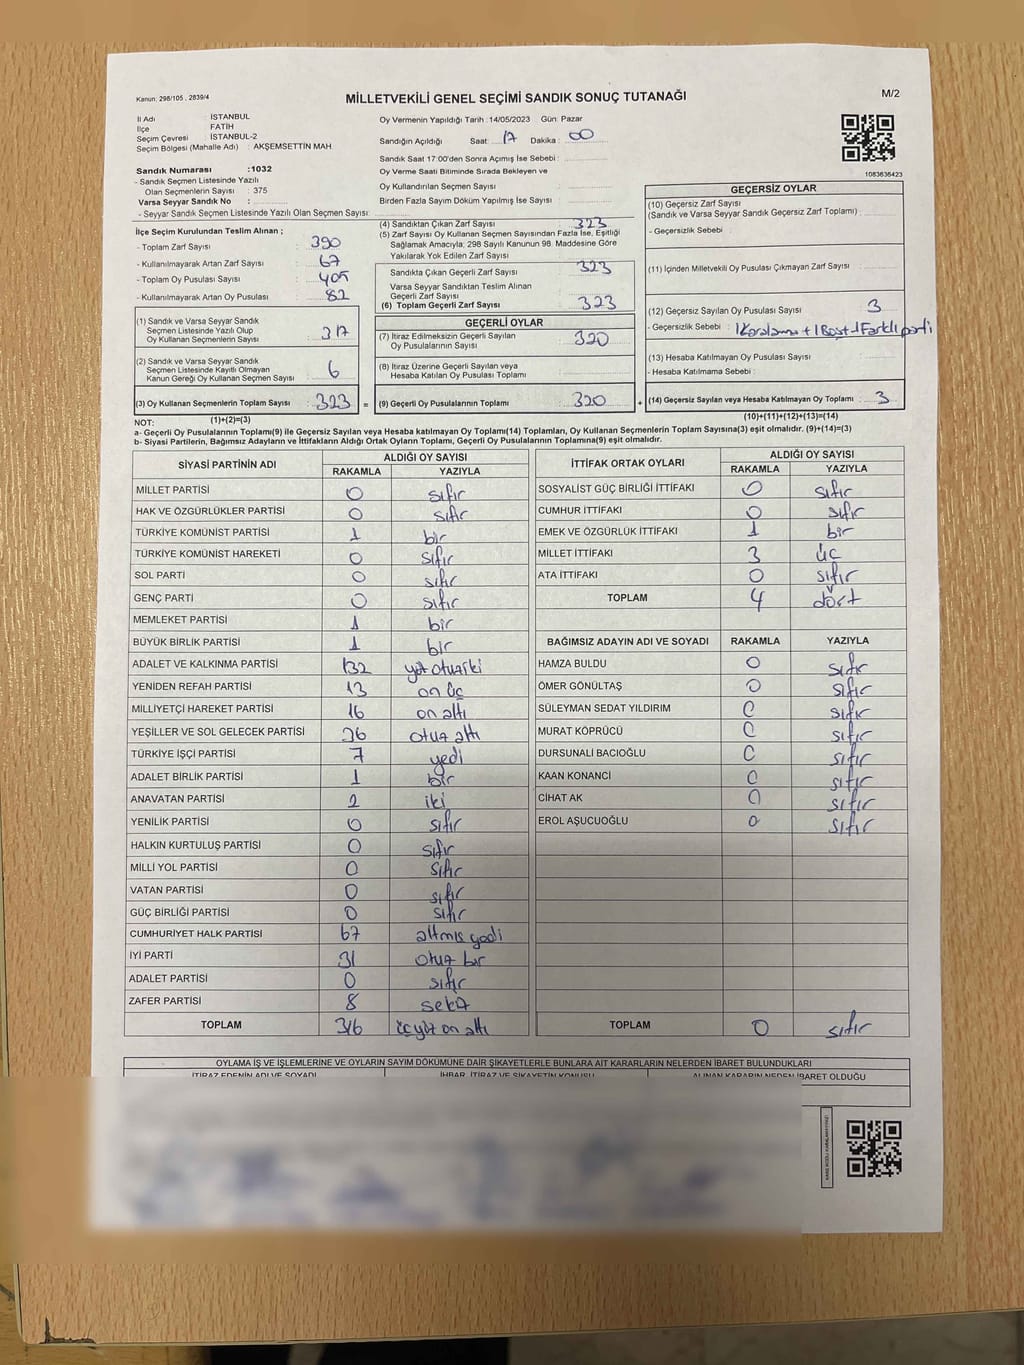 Kanun: 298/105 , 2839/4
MİLLETVEKİLİ GENEL SEÇİMİ SANDIK SONUÇ TUTANAĞI
M/2
İl Adı : İSTANBUL
İlçe FATİH
Seçim Çevresi : İSTANBUL-2
Seçim Bölgesi (Mahalle Adı) : AKŞEMSETTİN MAH.
Oy Vermenin Yapıldığı Tarih :14/05/2023 Gün: Pazar
Sandığın Açıldığı Saat: 17 Dakika : 00
Sandık Saat 17:00'den Sonra Açımış İse Sebebi :
Oy Verme Saati Bitiminde Sırada Bekleyen ve
Oy Kullandırılan Seçmen Sayısı :
Birden Fazla Sayım Döküm Yapılmış İse Sayısı :
1083636423
Sandık Numarası :1032
- Sandık Seçmen Listesinde Yazılı
Olan Seçmenlerin Sayısı : 375
Varsa Seyyar Sandık No :
- Seyyar Sandık Seçmen Listesinde Yazılı Olan Seçmen Sayısı:
İlçe Seçim Kurulundan Teslim Alınan ;
- Toplam Zarf Sayısı : 390
- Kullanılmayarak Artan Zarf Sayısı : 67
- Toplam Oy Pusulası Sayısı : 405
- Kullanılmayarak Artan Oy Pusulası : 82
(1) Sandık ve Varsa Seyyar Sandık
Seçmen Listesinde Yazılı Olup
Oy Kullanan Seçmenlerin Sayısı : 317
(2) Sandık ve Varsa Seyyar Sandık
Seçmen Listesinde Kayıtlı Olmayan
Kanun Gereği Oy Kullanan Seçmen Sayısı : 6
(3) Oy Kullanan Seçmenlerin Toplam Sayısı : 323 =
(1)+(2)=(3)
(4) Sandıktan Çıkan Zarf Sayısı : 323
(5) Zarf Sayısı Oy Kullanan Seçmen Sayısından Fazla İse, Eşitliği
Sağlamak Amacıyla; 298 Sayılı Kanunun 98. Maddesine Göre
Yakılarak Yok Edilen Zarf Sayısı :
Sandıkta Çıkan Geçerli Zarf Sayısı : 323
Varsa Seyyar Sandıktan Teslim Alınan
Geçerli Zarf Sayısı :
(6) Toplam Geçerli Zarf Sayısı : 323
GEÇERLİ OYLAR
(7) İtiraz Edilmeksizin Geçerli Sayılan
Oy Pusulalarının Sayısı : 320
(8) İtiraz Üzerine Geçerli Sayılan veya
Hesaba Katılan Oy Pusulası Toplamı :
(9) Geçerli Oy Pusulalarının Toplamı : 320 +
GEÇERSİZ OYLAR
(10) Geçersiz Zarf Sayısı
(Sandık ve Varsa Seyyar Sandık Geçersiz Zarf Toplamı) :
- Geçersizlik Sebebi :
(11) İçinden Milletvekili Oy Pusulası Çıkmayan Zarf Sayısı :
(12) Geçersiz Sayılan Oy Pusulası Sayısı : 3
- Geçersizlik Sebebi : 1 Karalama + 1 Boş + 1 Farklı parti
(13) Hesaba Katılmayan Oy Pusulası Sayısı :
- Hesaba Katılmama Sebebi :
(14) Geçersiz Sayılan veya Hesaba Katılmayan Oy Toplamı : 3
(10)+(11)+(12)+(13)=(14)
NOT:
a- Geçerli Oy Pusulalarının Toplamı(9) ile Geçersiz Sayılan veya Hesaba Katılmayan Oy Toplamı(14) Toplamları, Oy Kullanan Seçmenlerin Toplam Sayısına(3) eşit olmalıdır. (9)+(14)=(3)
b- Siyasi Partilerin, Bağımsız Adayların ve İttifakların Aldığı Ortak Oyların Toplamı, Geçerli Oy Pusulalarının Toplamına(9) eşit olmalıdır.
SİYASİ PARTİNİN ADI ALDIĞI OY SAYISI
RAKAMLA YAZIYLA
MİLLET PARTİSİ 0 sıfır
HAK VE ÖZGÜRLÜKLER PARTİSİ 0 sıfır
TÜRKİYE KOMÜNİST PARTİSİ 1 bir
TÜRKİYE KOMÜNİST HAREKETİ 0 sıfır
SOL PARTİ 0 sıfır
GENÇ PARTİ 0 sıfır
MEMLEKET PARTİSİ 1 bir
BÜYÜK BİRLİK PARTİSİ 1 bir
ADALET VE KALKINMA PARTİSİ 132 yüz otuziki
YENİDEN REFAH PARTİSİ 13 on üç
MİLLİYETÇİ HAREKET PARTİSİ 16 on altı
YEŞİLLER VE SOL GELECEK PARTİSİ 36 otuz altı
TÜRKİYE İŞÇİ PARTİSİ 7 yedi
ADALET BİRLİK PARTİSİ 1 bir
ANAVATAN PARTİSİ 2 iki
YENİLİK PARTİSİ 0 sıfır
HALKIN KURTULUŞ PARTİSİ 0 sıfır
MİLLİ YOL PARTİSİ 0 sıfır
VATAN PARTİSİ 0 sıfır
GÜÇ BİRLİĞİ PARTİSİ 0 sıfır
CUMHURİYET HALK PARTİSİ 67 altmış yedi
İYİ PARTİ 31 otuz bir
ADALET PARTİSİ 0 sıfır
ZAFER PARTİSİ 8 sekiz
TOPLAM 316 üçyüz on altı
İTTİFAK ORTAK OYLARI ALDIĞI OY SAYISI
RAKAMLA YAZIYLA
SOSYALİST GÜÇ BİRLİĞİ İTTİFAKI 0 sıfır
CUMHUR İTTİFAKI 0 sıfır
EMEK VE ÖZGÜRLÜK İTTİFAKI 1 bir
MİLLET İTTİFAKI 3 üç
ATA İTTİFAKI 0 sıfır
TOPLAM 4 dört
BAĞIMSIZ ADAYIN ADI VE SOYADI RAKAMLA YAZIYLA
HAMZA BULDU 0 sıfır
ÖMER GÖNÜLTAŞ 0 sıfır
SÜLEYMAN SEDAT YILDIRIM 0 sıfır
MURAT KÖPRÜCÜ 0 sıfır
DURSUNALİ BACIOĞLU 0 sıfır
KAAN KONANCİ 0 sıfır
CİHAT AK 0 sıfır
EROL AŞUCUOĞLU 0 sıfır
TOPLAM 0 sıfır
OYLAMA İŞ VE İŞLEMLERİNE VE OYLARIN SAYIM DÖKÜMÜNE DAİR ŞİKAYETLERLE BUNLARA AİT KARARLARIN NELERDEN İBARET BULUNDUKLARI
İTİRAZ EDENİN ADI VE SOYADI İHBAR, İTİRAZ VE ŞİKAYETİN KONUSU ALINAN KARARIN NEDEN İBARET OLDUĞU